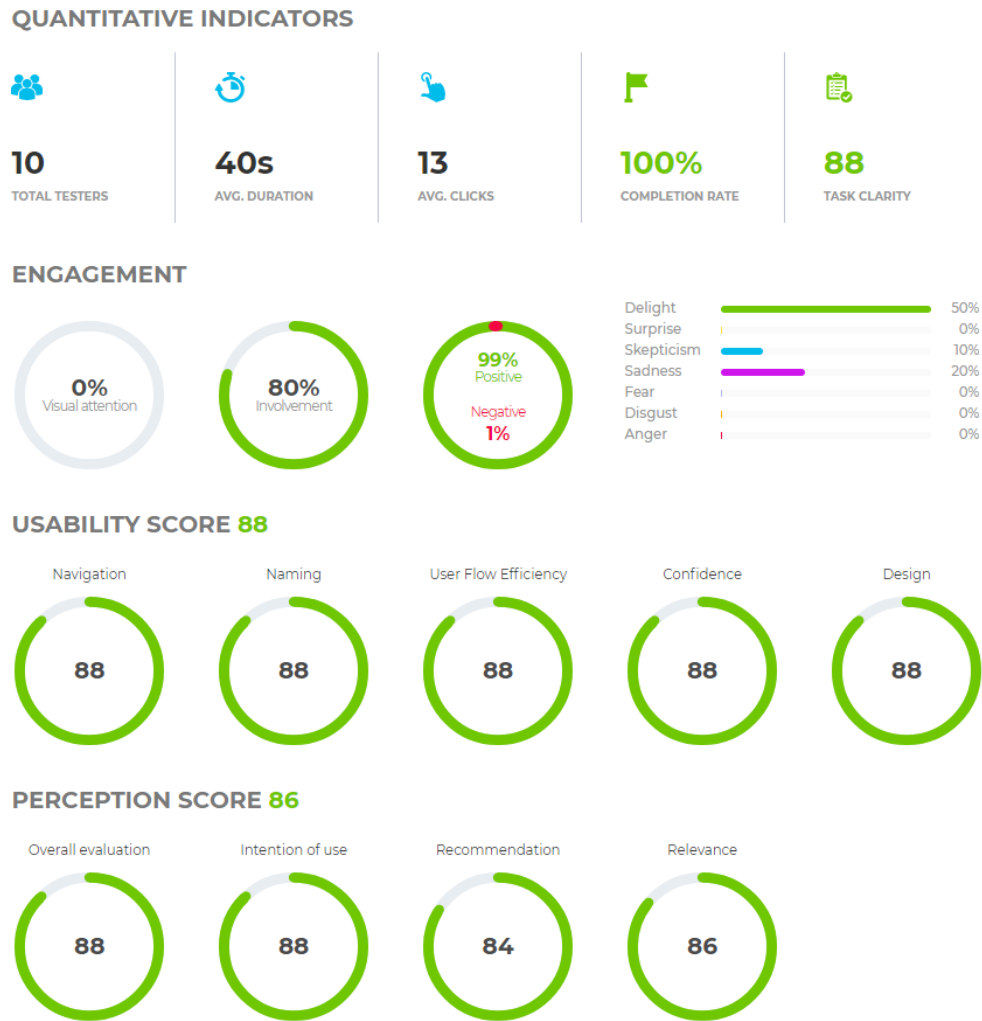 QUANTITATIVE INDICATORS
10
TOTAL TESTERS
40s
AVG. DURATION
13
AVG. CLICKS
100%
COMPLETION RATE
88
TASK CLARITY
ENGAGEMENT
0%
Visual attention
80%
Involvement
99%
Positive
Negative
1%
Delight 50%
Surprise 0%
Skepticism 10%
Sadness 20%
Fear 0%
Disgust 0%
Anger 0%
USABILITY SCORE 88
Navigation
88
Naming
88
User Flow Efficiency
88
Confidence
88
Design
88
PERCEPTION SCORE 86
Overall evaluation
88
Intention of use
88
Recommendation
84
Relevance
86